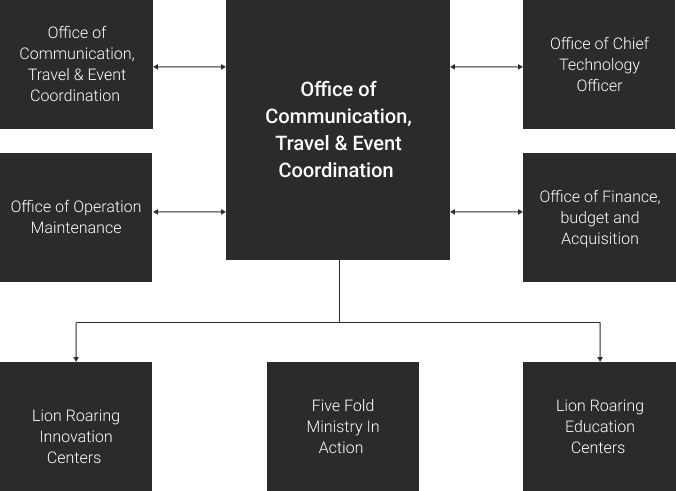 Office of
Communication,
Travel & Event
Coordination
Office of
Communication,
Travel & Event
Coordination
Office of Chief
Technology
Officer
Office of Operation
Maintenance
Office of Finance,
budget and
Acquisition
Lion Roaring
Innovation
Centers
Five Fold
Ministry In
Action
Lion Roaring
Education
Centers